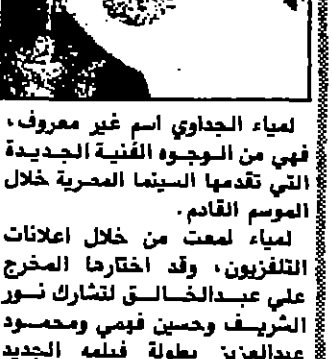 لمياء الجداوي اسم غير معروف،
فهي من الوجوه الفنية الجديدة
التي تقدمها السينما المصرية خلال
الموسم القادم.
لمياء لمعت من خلال اعلانات
التلفزيون، وقد اختارها المخرج
علي عبدالخالق لتشارك نور
الشريف وحسين فهمي ومحمود
عبدالعزيز بطولة فيلمه الجديد